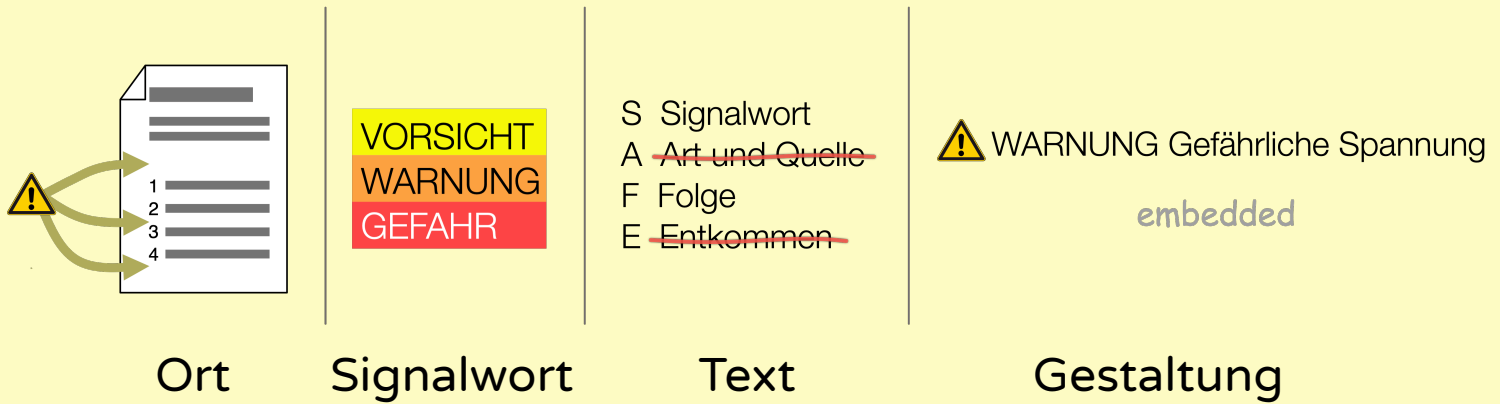 1
2
3
4
VORSICHT
WARNUNG
GEFAHR
S Signalwort
A Art und Quelle
F Folge
E Entkommen
WARNUNG Gefährliche Spannung
embedded
Ort
Signalwort
Text
Gestaltung